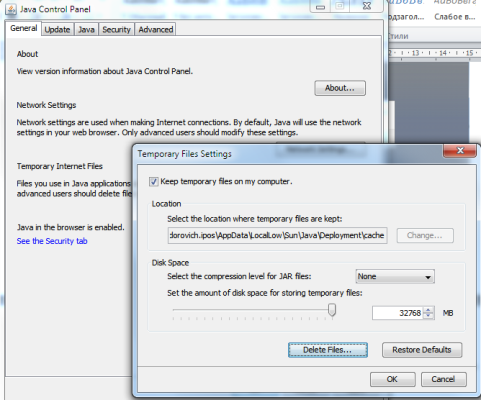 Java Control Panel
General Update Java Security Advanced
About
View version information about Java Control Panel.
About...
Network Settings
Network settings are used when making Internet connections. By default, Java will use the network
settings in your web browser. Only advanced users should modify these settings.
Temporary Internet Files
Files you use in Java applications
advanced users should delete file
Java in the browser is enabled.
See the Security tab
Temporary Files Settings
Keep temporary files on my computer.
Location
Select the location where temporary files are kept:
dorovich.ipos\AppData\LocalLow\Sun\Java\Deployment\cache
Change...
Disk Space
Select the compression level for JAR files:
None
Set the amount of disk space for storing temporary files:
32768 MB
Delete Files...
Restore Defaults
OK
Cancel
одзагол... Слабое в...
Стили
12 · 13 · 14 · 15